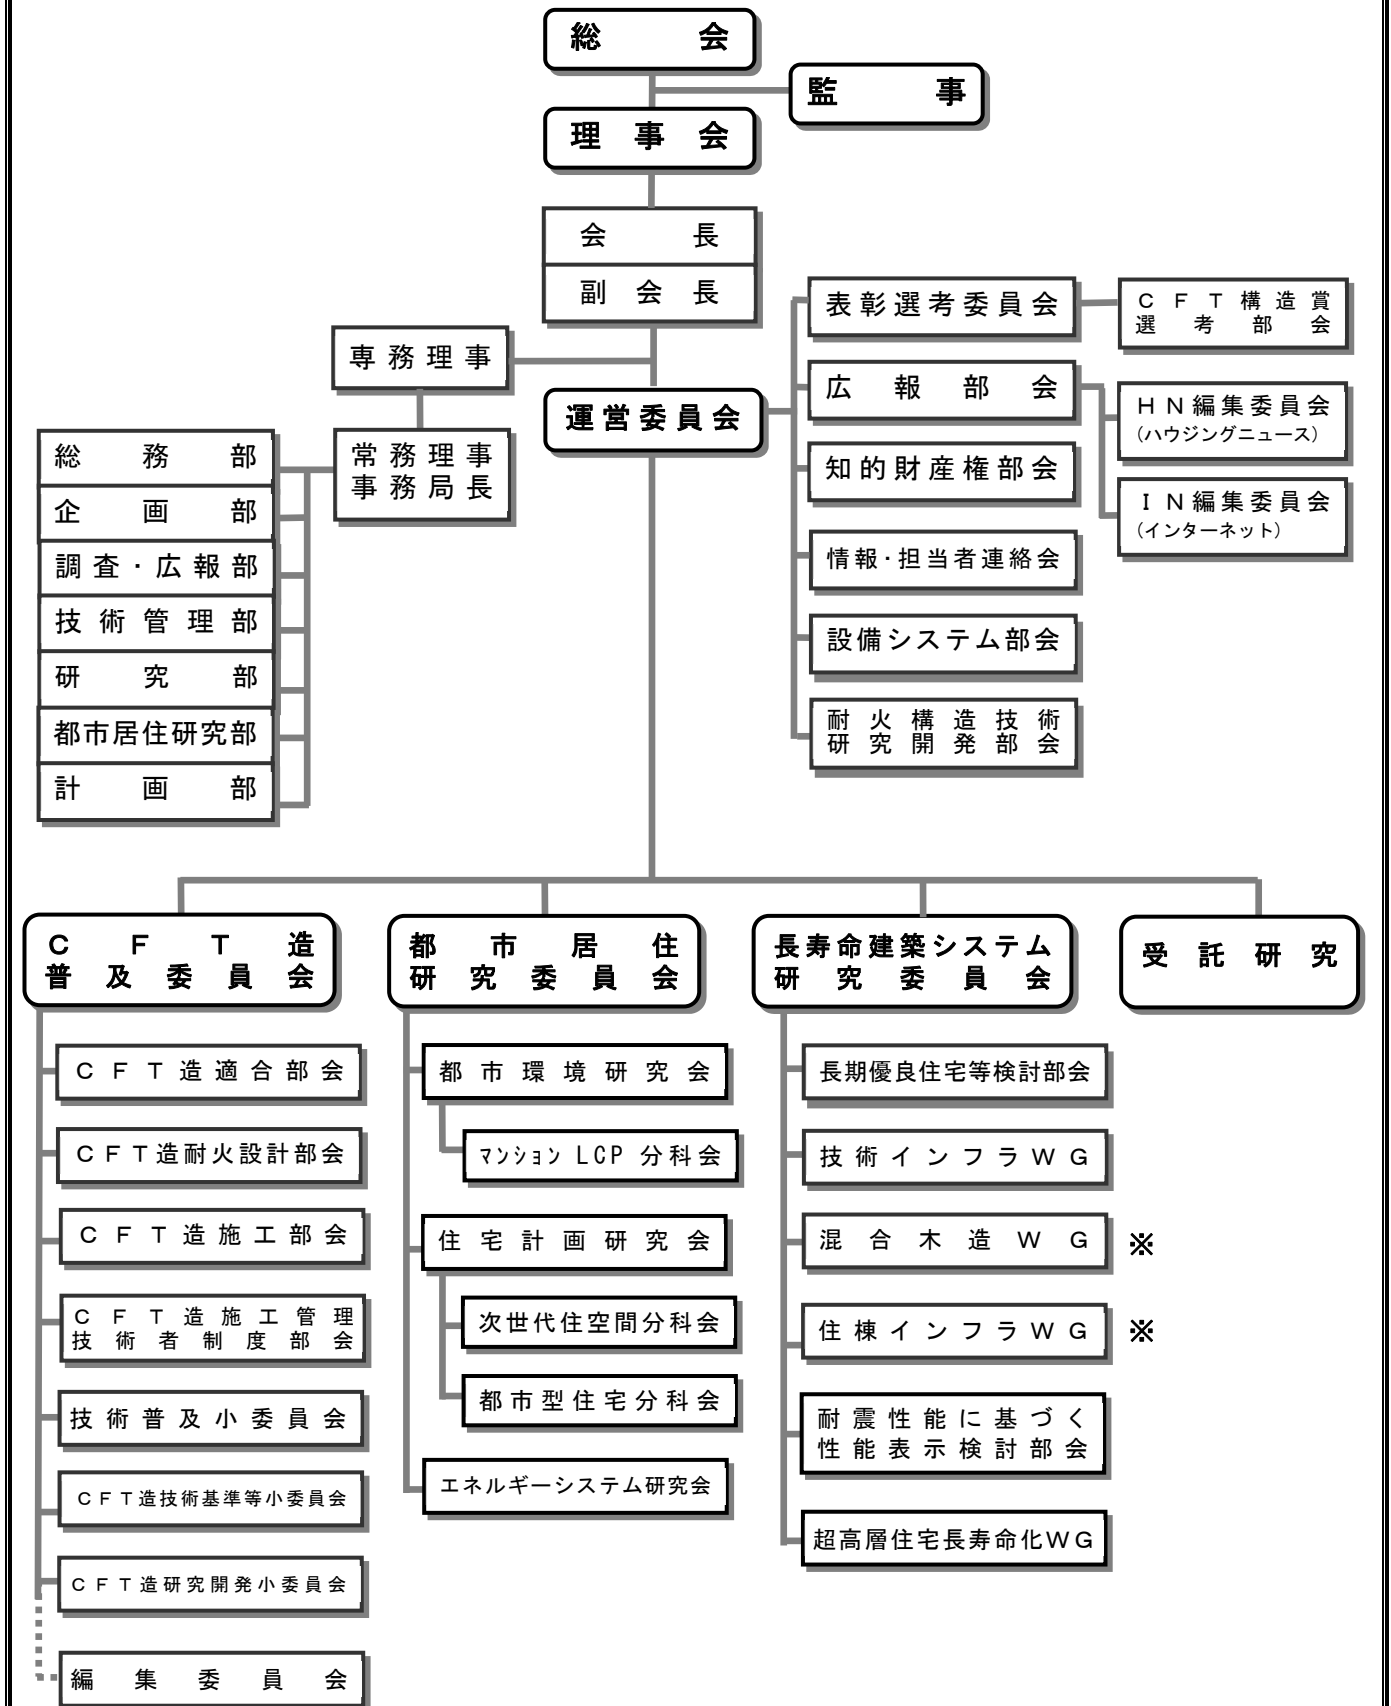 総会
監事
理事会
会長
副会長
専務理事
常務理事
事務局長
総務部
企画部
調査・広報部
技術管理部
研究部
都市居住研究部
計画部
運営委員会
表彰選考委員会
ＣＦＴ構造賞
選考部会
広報部会
ＨＮ編集委員会
(ハウジングニュース)
ＩＮ編集委員会
(インターネット)
知的財産権部会
情報・担当者連絡会
設備システム部会
耐火構造技術
研究開発部会
ＣＦＴ造
普及委員会
ＣＦＴ造適合部会
ＣＦＴ造耐火設計部会
ＣＦＴ造施工部会
ＣＦＴ造施工管理
技術者制度部会
技術普及小委員会
ＣＦＴ造技術基準等小委員会
ＣＦＴ造研究開発小委員会
編集委員会
都市居住
研究委員会
都市環境研究会
ﾏﾝｼｮﾝ LCP 分科会
住宅計画研究会
次世代住空間分科会
都市型住宅分科会
エネルギーシステム研究会
長寿命建築システム
研究委員会
長期優良住宅等検討部会
技術インフラＷＧ
混合木造ＷＧ ※
住棟インフラＷＧ ※
耐震性能に基づく
性能表示検討部会
超高層住宅長寿命化ＷＧ
受託研究